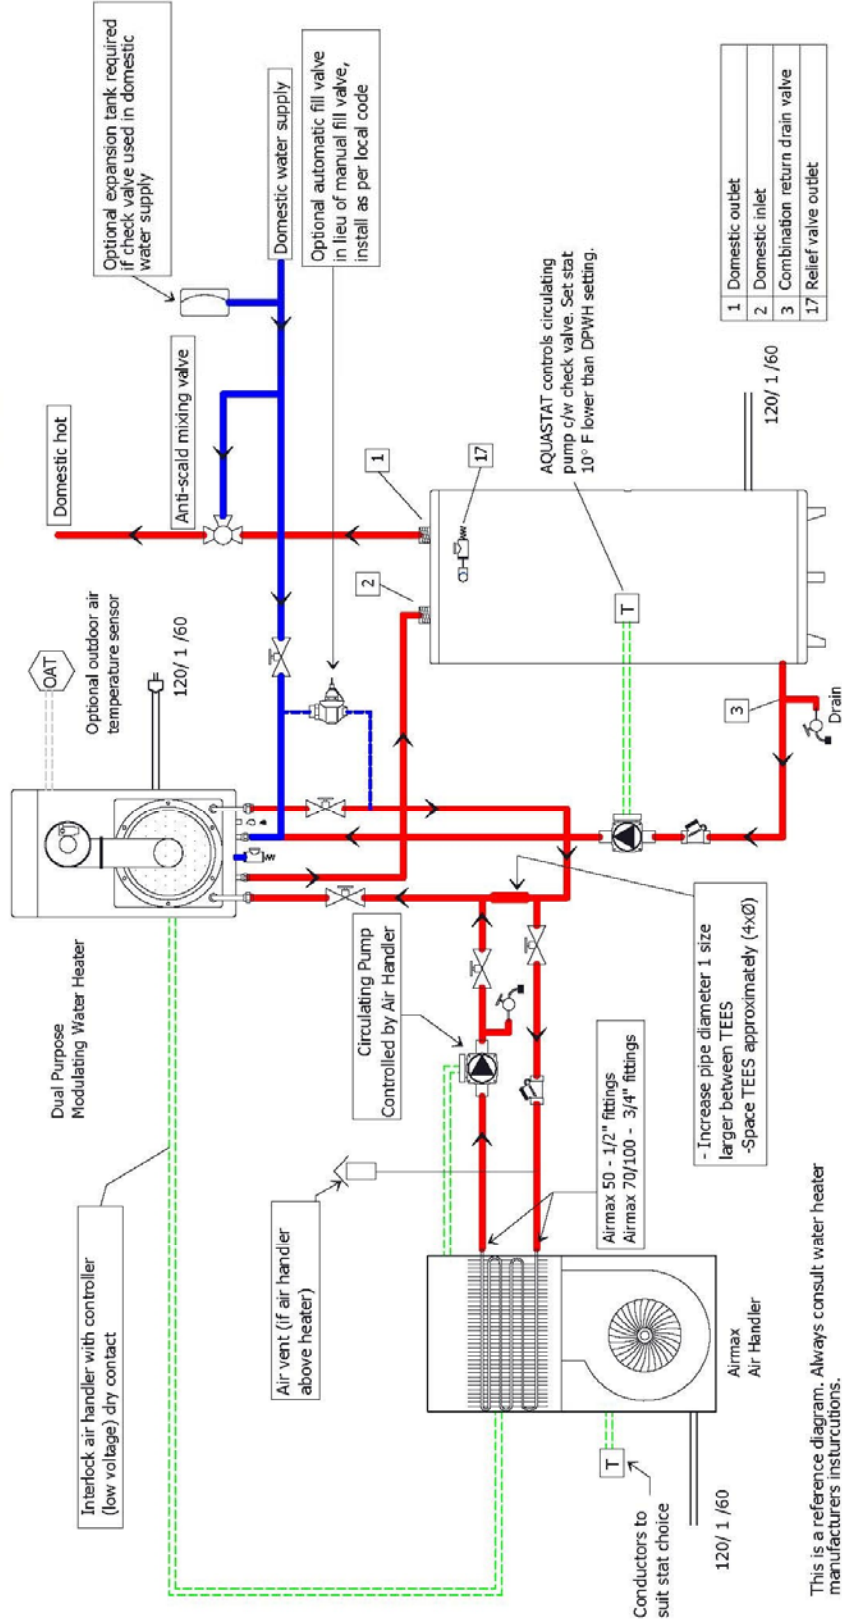 Optional expansion tank required
if check valve used in domestic
water supply
Domestic water supply
Optional automatic fill valve
in lieu of manual fill valve,
install as per local code
Domestic hot
Anti-scald mixing valve
OAT
Optional outdoor air
temperature sensor
120/ 1 /60
Dual Purpose
Modulating Water Heater
Interlock air handler with controller
(low voltage) dry contact
Air vent (if air handler
above heater)
Circulating Pump
Controlled by Air Handler
Airmax 50 - 1/2" fittings
Airmax 70/100 - 3/4" fittings
- Increase pipe diameter 1 size
larger between TEES
-Space TEES approximately (4xØ)
1
2
17
3
T
AQUASTAT controls circulating
pump c/w check valve. Set stat
10° F lower than DPWH setting.
120/ 1 /60
Drain
1 Domestic outlet
2 Domestic inlet
3 Combination return drain valve
17 Relief valve outlet
Airmax
Air Handler
T
Conductors to
suit stat choice
120/ 1 /60
This is a reference diagram. Always consult water heater
manufacturers insturcutions.